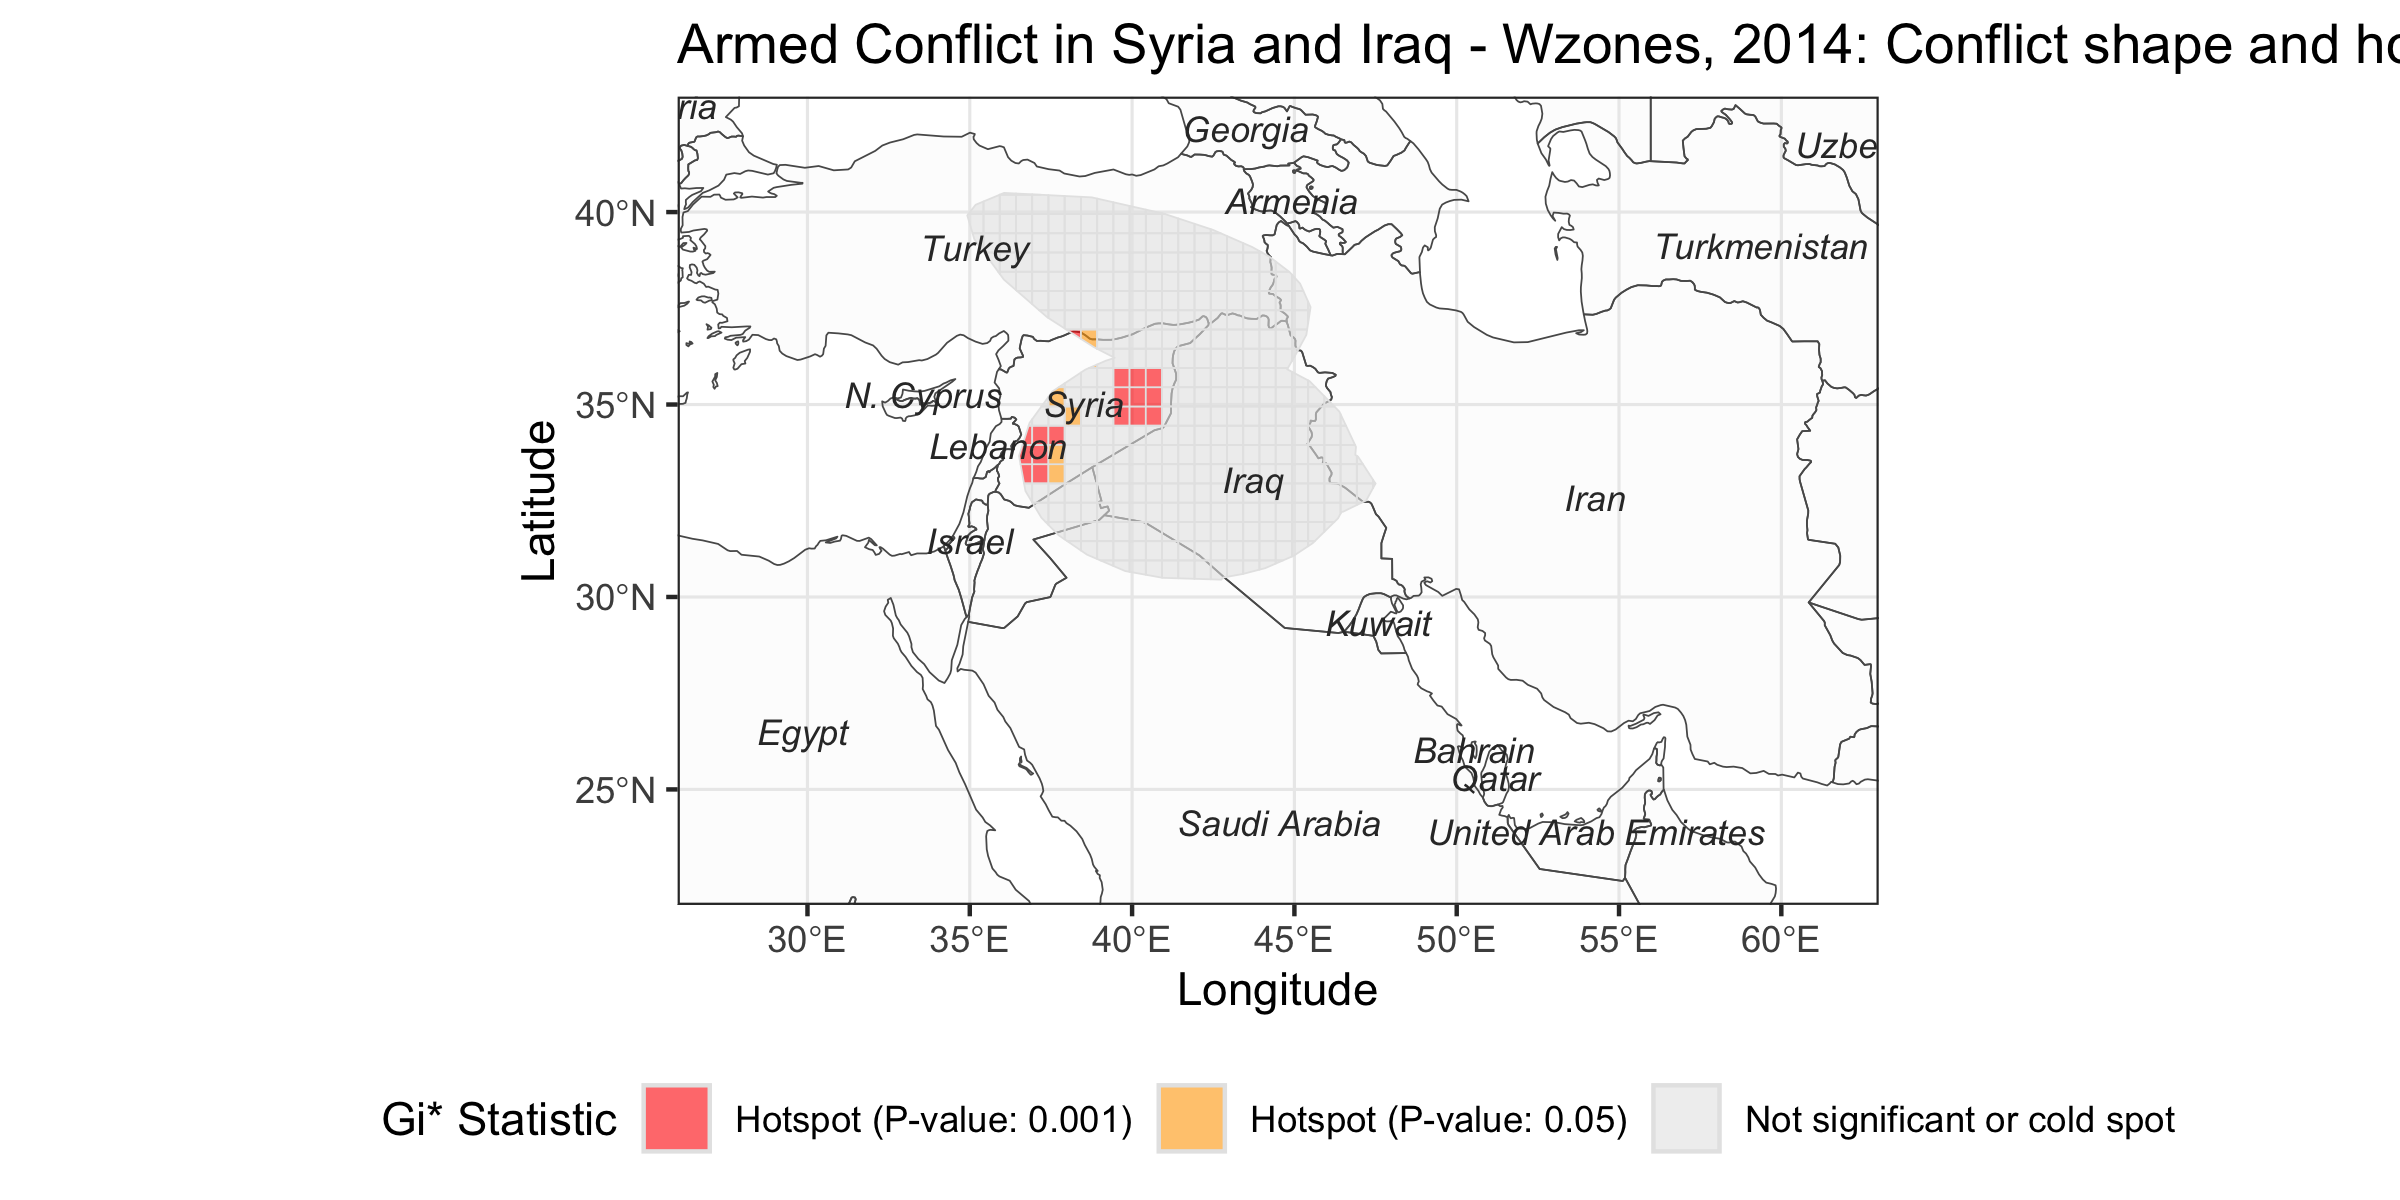 Armed Conflict in Syria and Iraq - Wzones, 2014: Conflict shape and ho
ria
Georgia
Uzbe
Armenia
40°N
Turkey
Turkmenistan
35°N
N. Cyprus
Syria
Lebanon
Iraq
Iran
Latitude
Israel
30°N
Kuwait
Egypt
Bahrain
Qatar
25°N
Saudi Arabia
United Arab Emirates
30°E 35°E 40°E 45°E 50°E 55°E 60°E
Longitude
Gi* Statistic Hotspot (P-value: 0.001) Hotspot (P-value: 0.05) Not significant or cold spot